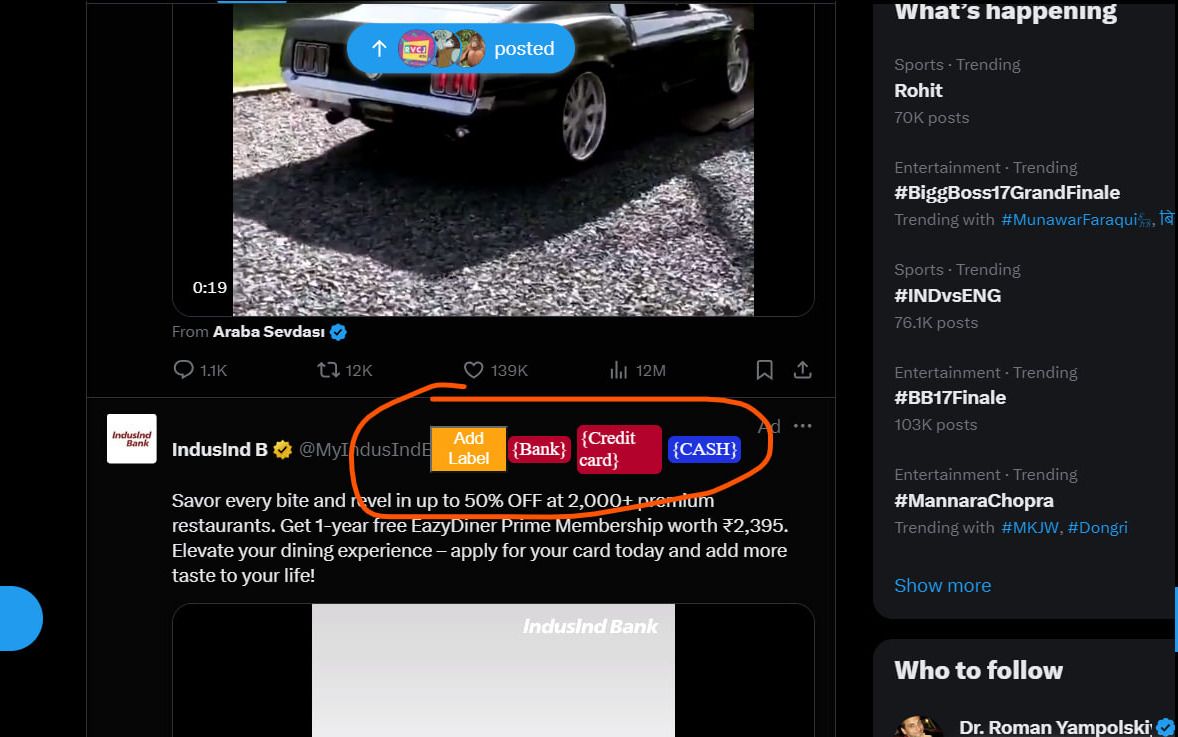 posted
0:19
From Araba Sevdası
1.1K 12K 139K 12M
IndusInd Bank
IndusInd B @MyIndusIndB
Add Label
{Bank}
{Credit card}
{CASH}
Ad
Savor every bite and revel in up to 50% OFF at 2,000+ premium
restaurants. Get 1-year free EazyDiner Prime Membership worth ₹2,395.
Elevate your dining experience – apply for your card today and add more
taste to your life!
IndusInd Bank
What's happening
Sports · Trending
Rohit
70K posts
Entertainment · Trending
#BiggBoss17GrandFinale
Trending with #MunawarFaraqui, बि
Sports · Trending
#INDvsENG
76.1K posts
Entertainment · Trending
#BB17Finale
103K posts
Entertainment · Trending
#MannaraChopra
Trending with #MKJW, #Dongri
Show more
Who to follow
Dr. Roman Yampolskiy